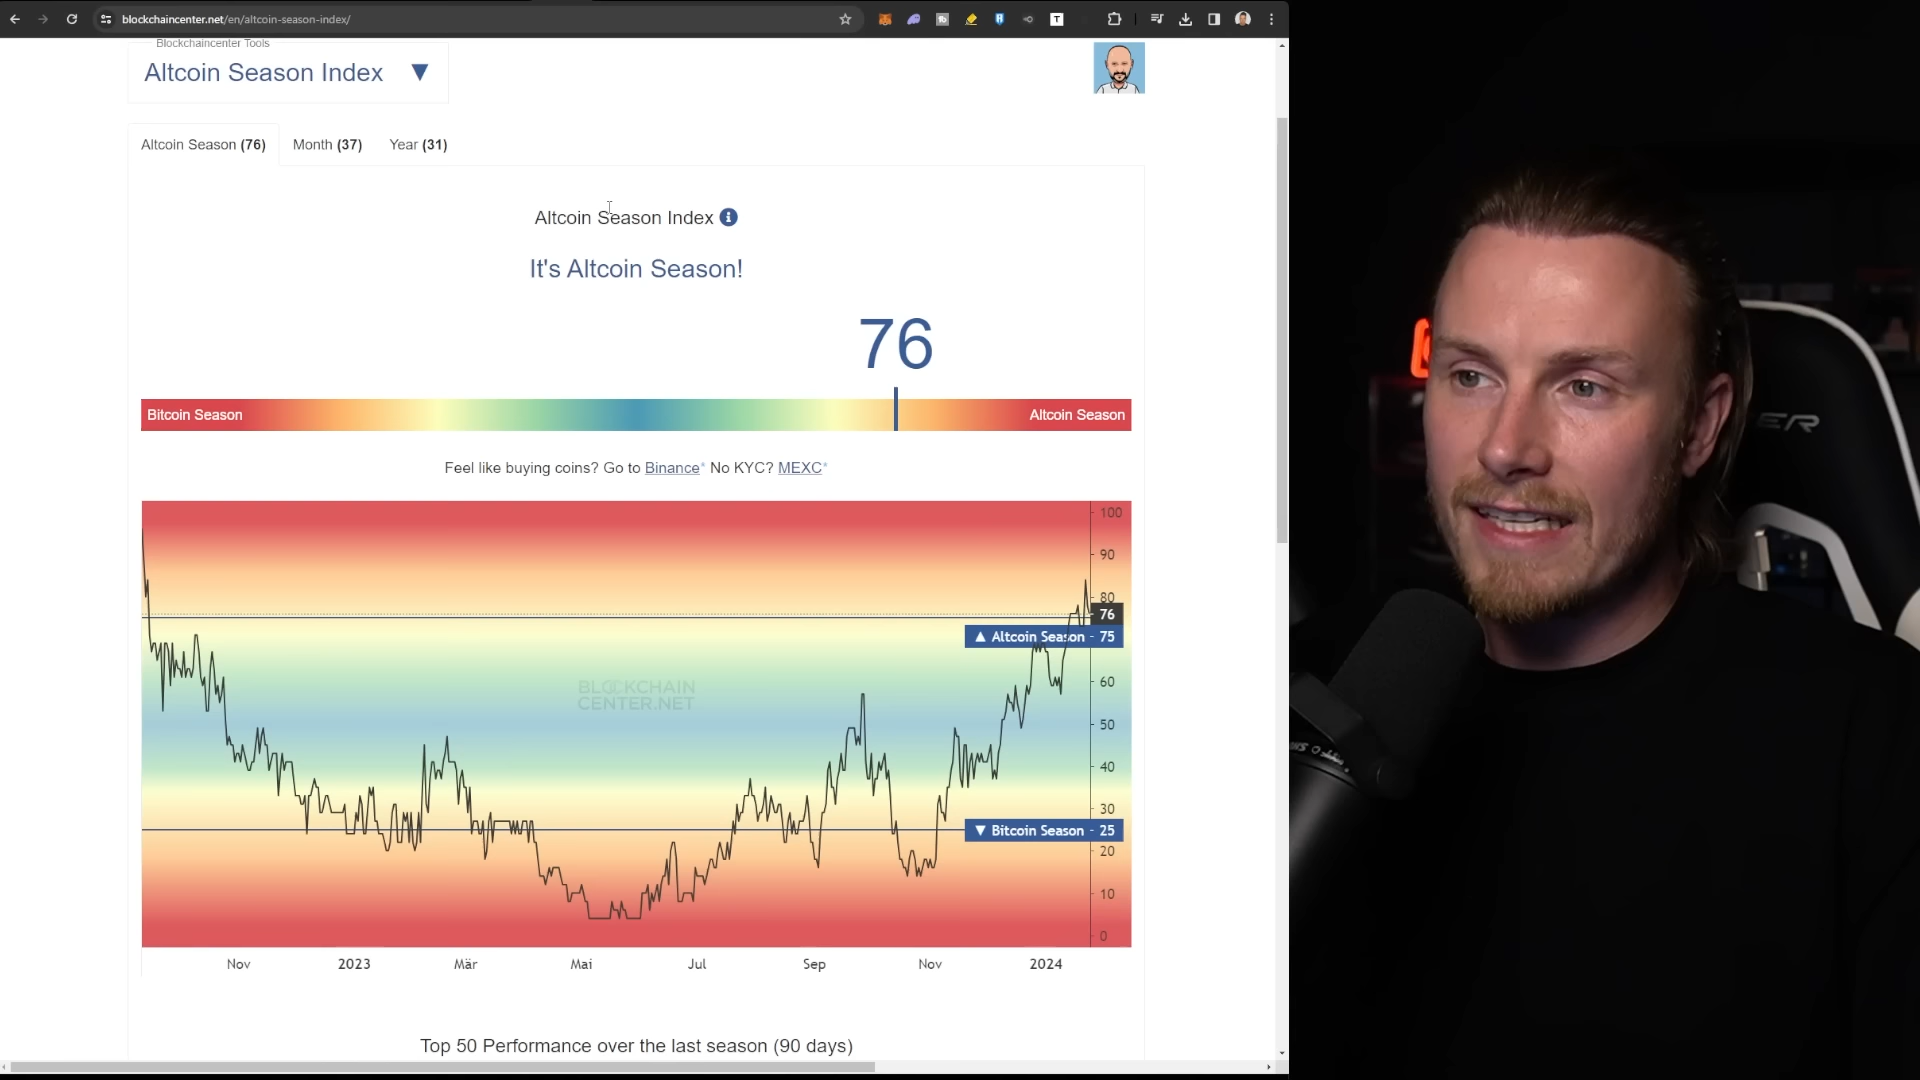 blockchaincenter.net/en/altcoin-season-index/
Blockchaincenter Tools
Altcoin Season Index ▼
Altcoin Season (76) Month (37) Year (31)
Altcoin Season Index
It's Altcoin Season!
76
Bitcoin Season Altcoin Season
Feel like buying coins? Go to Binance* No KYC? MEXC*
100
90
80
76
▲ Altcoin Season - 75
60
50
40
30
▼ Bitcoin Season - 25
20
10
0
BLOCKCHAIN
CENTER.NET
Nov 2023 Mär Mai Jul Sep Nov 2024
Top 50 Performance over the last season (90 days)